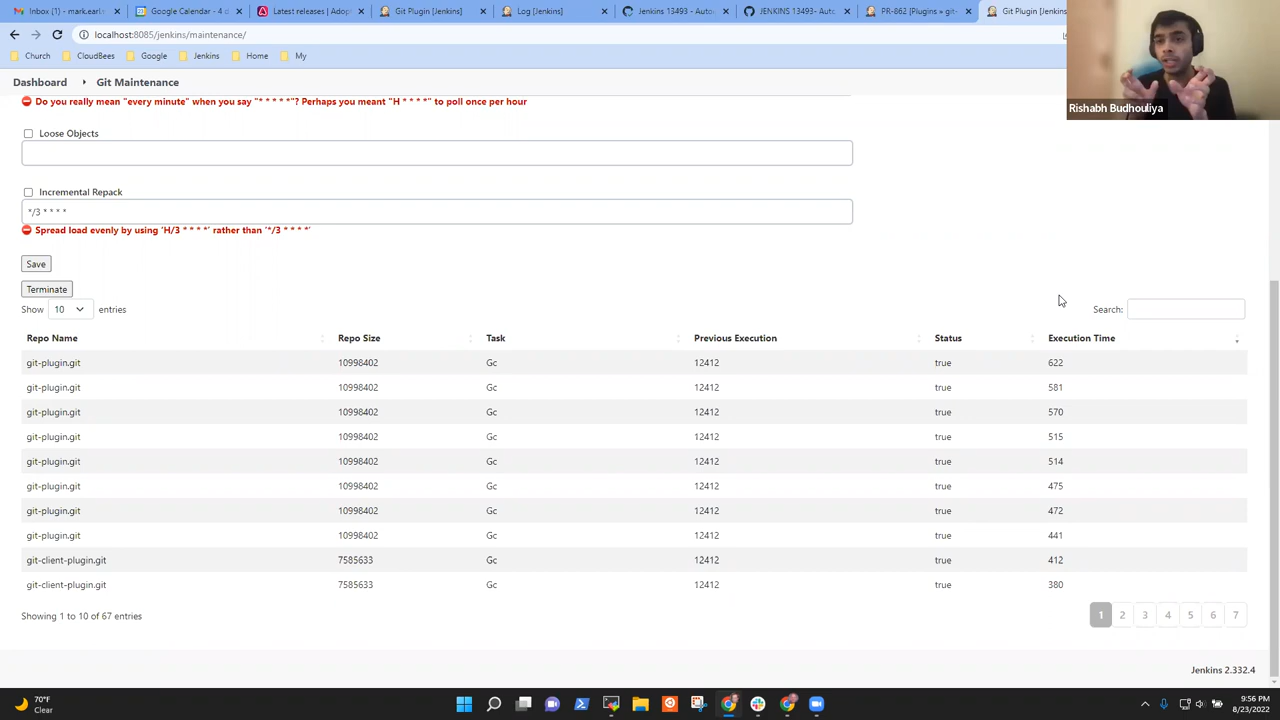 Inbox (1) - mark.earl
Google Calendar - 4 d
Latest releases | Adop
Git Plugin [Jenkins]
Log [Jenkins]
Jenkins 13493 - Auto
JENKINS 13493- Auto
PR-862 [Plugins » git-
Git Plugin [Jenkins
localhost:8085/jenkins/maintenance/
Church CloudBees Google Jenkins Home My
Dashboard Git Maintenance
Rishabh Budhouliya
Do you really mean "every minute" when you say "* * * * *"? Perhaps you meant "H * * * *" to poll once per hour
Loose Objects
Incremental Repack
*/3 * * * *
Spread load evenly by using ‘H/3 * * * *’ rather than ‘*/3 * * * *’
Save
Terminate
Show 10 entries Search:
Repo Name Repo Size Task Previous Execution Status Execution Time
git-plugin.git 10998402 Gc 12412 true 622
git-plugin.git 10998402 Gc 12412 true 581
git-plugin.git 10998402 Gc 12412 true 570
git-plugin.git 10998402 Gc 12412 true 515
git-plugin.git 10998402 Gc 12412 true 514
git-plugin.git 10998402 Gc 12412 true 475
git-plugin.git 10998402 Gc 12412 true 472
git-plugin.git 10998402 Gc 12412 true 441
git-client-plugin.git 7585633 Gc 12412 true 412
git-client-plugin.git 7585633 Gc 12412 true 380
Showing 1 to 10 of 67 entries 1 2 3 4 5 6 7
Jenkins 2.332.4
70°F
Clear
9:56 PM
8/23/2022